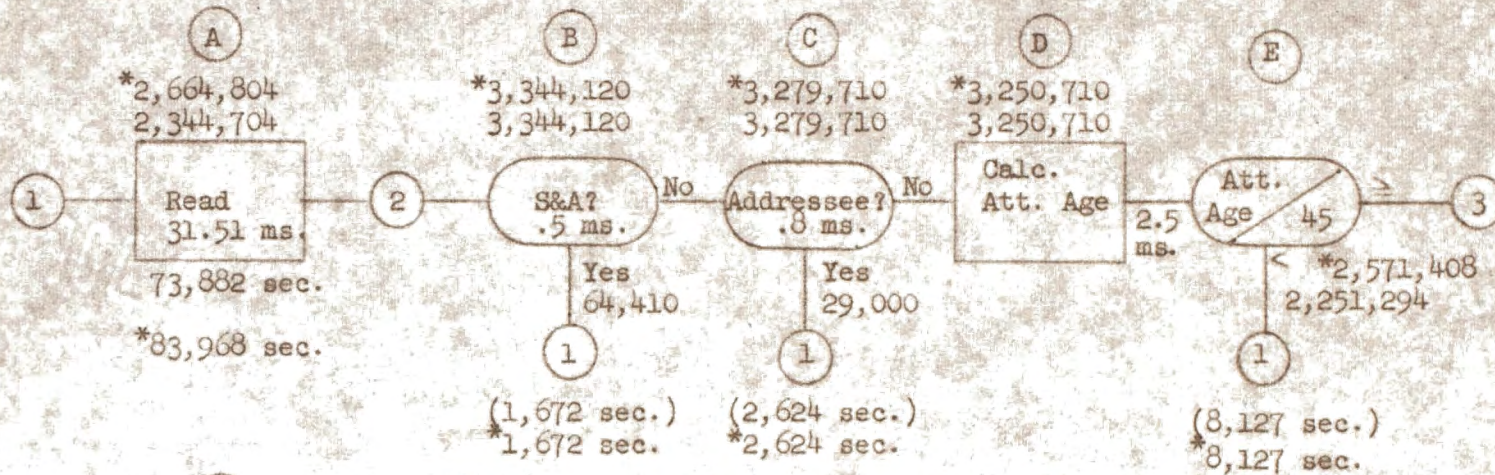 A
*2,664,804
2,344,704
1
Read
31.51 ms.
73,882 sec.
*83,968 sec.
2
B
*3,344,120
3,344,120
S&A?
.5 ms.
No
Yes
64,410
1
(1,672 sec.)
*1,672 sec.
C
*3,279,710
3,279,710
Addressee?
.8 ms.
No
Yes
29,000
1
(2,624 sec.)
*2,624 sec.
D
*3,250,710
3,250,710
Calc.
Att. Age
2.5
ms.
E
Att.
Age 45
≥
3
<
*2,571,408
2,251,294
1
(8,127 sec.)
*8,127 sec.